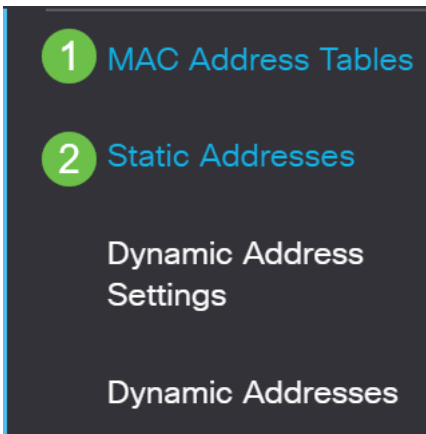 1 MAC Address Tables
2 Static Addresses
Dynamic Address
Settings
Dynamic Addresses